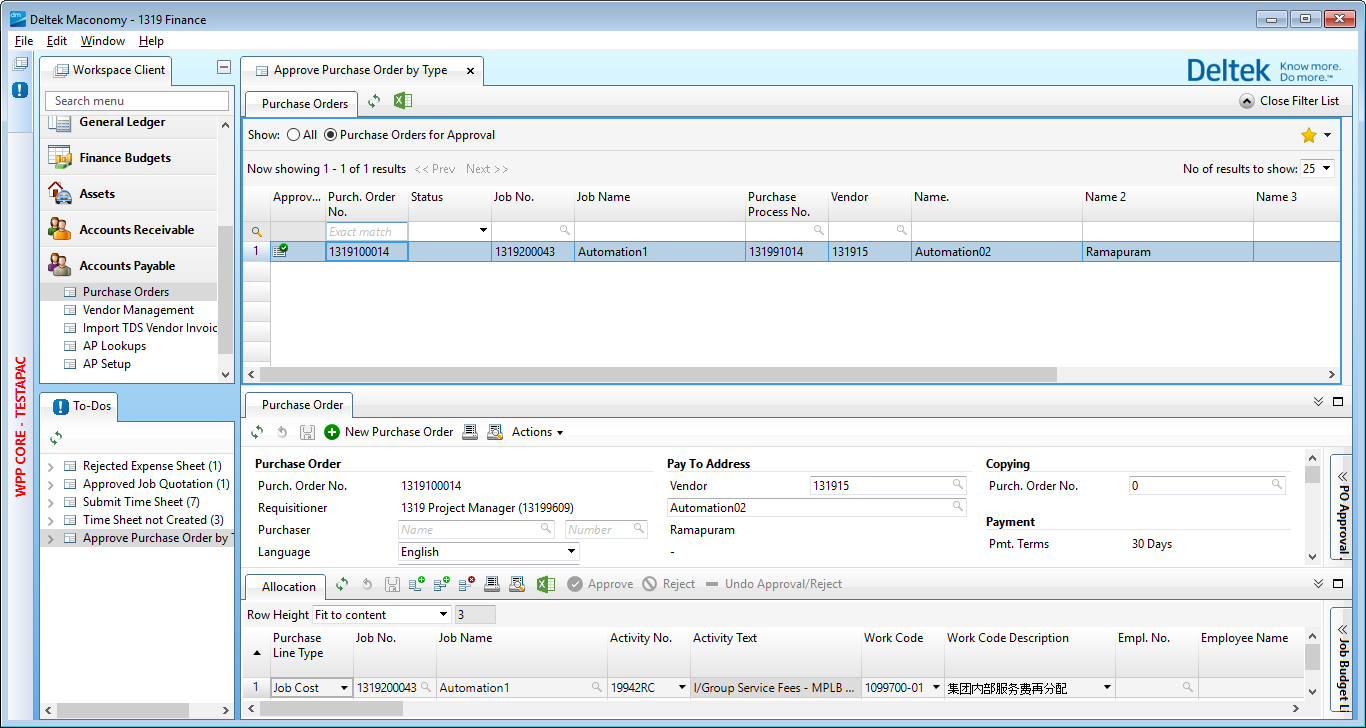 Deltek Maconomy - 1319 Finance
File Edit Window Help
Workspace Client
Search menu
General Ledger
Finance Budgets
Assets
Accounts Receivable
Accounts Payable
Purchase Orders
Vendor Management
Import TDS Vendor Invoic
AP Lookups
AP Setup
WPP CORE - TESTAPAC
To-Dos
Rejected Expense Sheet (1)
Approved Job Quotation (1)
Submit Time Sheet (7)
Time Sheet not Created (3)
Approve Purchase Order by T
Approve Purchase Order by Type
Deltek Know more.
Do more.™
Purchase Orders
Close Filter List
Show: All Purchase Orders for Approval
Now showing 1 - 1 of 1 results << Prev Next >>
No of results to show: 25
Approv... Purch. Order No. Status Job No. Job Name Purchase Process No. Vendor Name. Name 2 Name 3
Exact match
1 1319100014 1319200043 Automation1 131991014 131915 Automation02 Ramapuram
Purchase Order
New Purchase Order Actions
Purchase Order Pay To Address Copying
Purch. Order No. 1319100014 Vendor 131915 Purch. Order No. 0
Requisitioner 1319 Project Manager (13199609) Automation02
Payment
Purchaser Name Number Ramapuram
Language English - Pmt. Terms 30 Days
PO Approval
Allocation Approve Reject Undo Approval/Reject
Row Height Fit to content 3
Purchase Line Type Job No. Job Name Activity No. Activity Text Work Code Work Code Description Empl. No. Employee Name
1 Job Cost 1319200043 Automation1 19942RC I/Group Service Fees - MPLB ... 1099700-01 集团内部服务费再分配
Job Budget Li